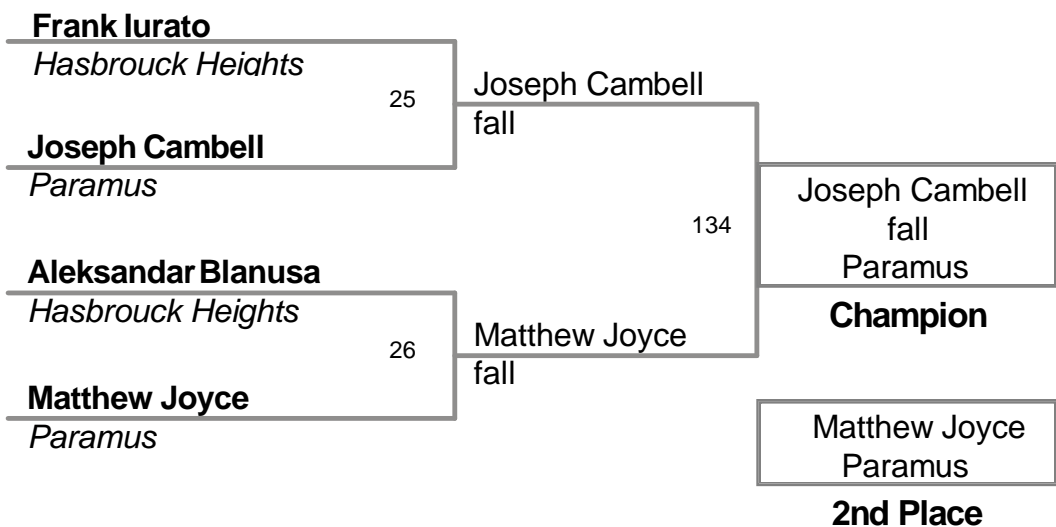 Frank Iurato
Hasbrouck Heights
25
Joseph Cambell
fall
Joseph Cambell
Paramus
134
Joseph Cambell
fall
Paramus
Champion
Aleksandar Blanusa
Hasbrouck Heights
26
Matthew Joyce
fall
Matthew Joyce
Paramus
Matthew Joyce
Paramus
2nd Place